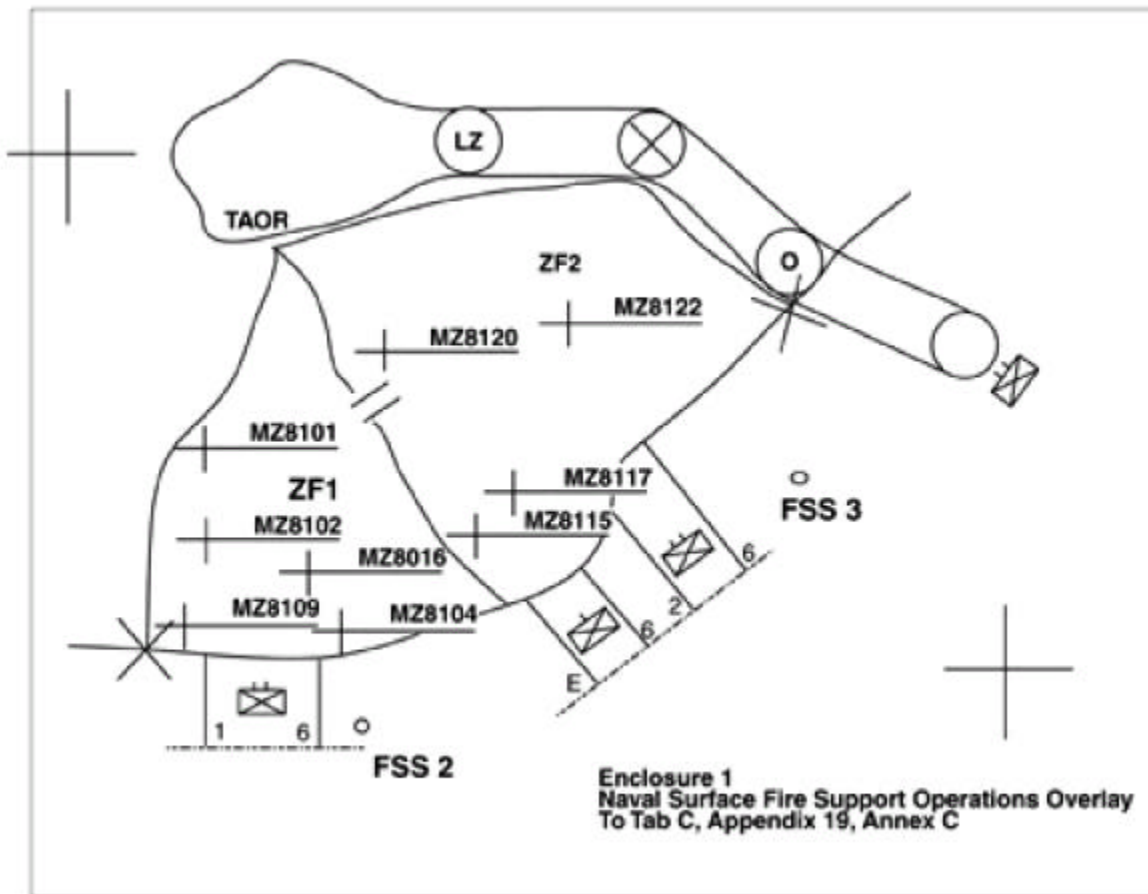 LZ
TAOR
O
ZF2
MZ8122
MZ8120
MZ8101
MZ8117
ZF1
FSS 3
MZ8102
MZ8115
MZ8016
6
MZ8109
MZ8104
2
6
E
1
6
FSS 2
Enclosure 1
Naval Surface Fire Support Operations Overlay
To Tab C, Appendix 19, Annex C